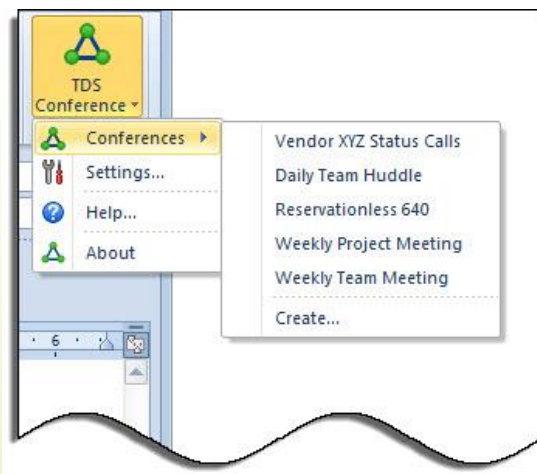 TDS
Conference
Conferences
Settings...
Help...
About
Vendor XYZ Status Calls
Daily Team Huddle
Reservationless 640
Weekly Project Meeting
Weekly Team Meeting
Create...
6